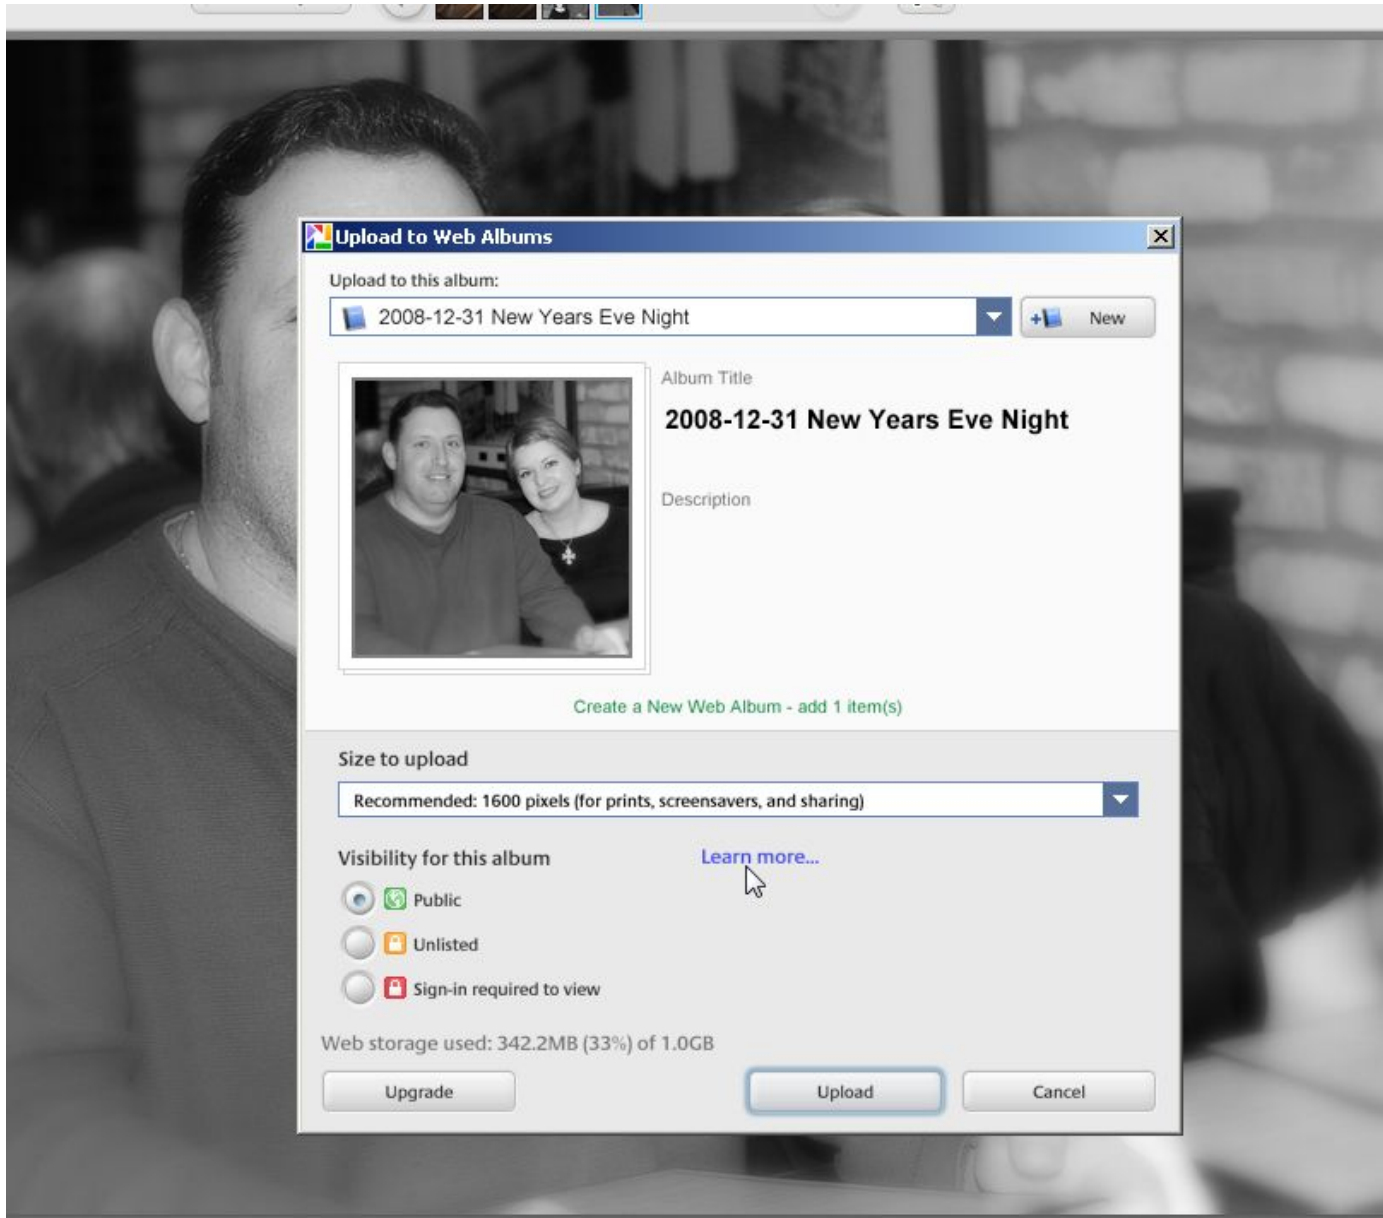 Upload to Web Albums
Upload to this album:
2008-12-31 New Years Eve Night
New
Album Title
2008-12-31 New Years Eve Night
Description
Create a New Web Album - add 1 item(s)
Size to upload
Recommended: 1600 pixels (for prints, screensavers, and sharing)
Visibility for this album
Learn more...
Public
Unlisted
Sign-in required to view
Web storage used: 342.2MB (33%) of 1.0GB
Upgrade
Upload
Cancel